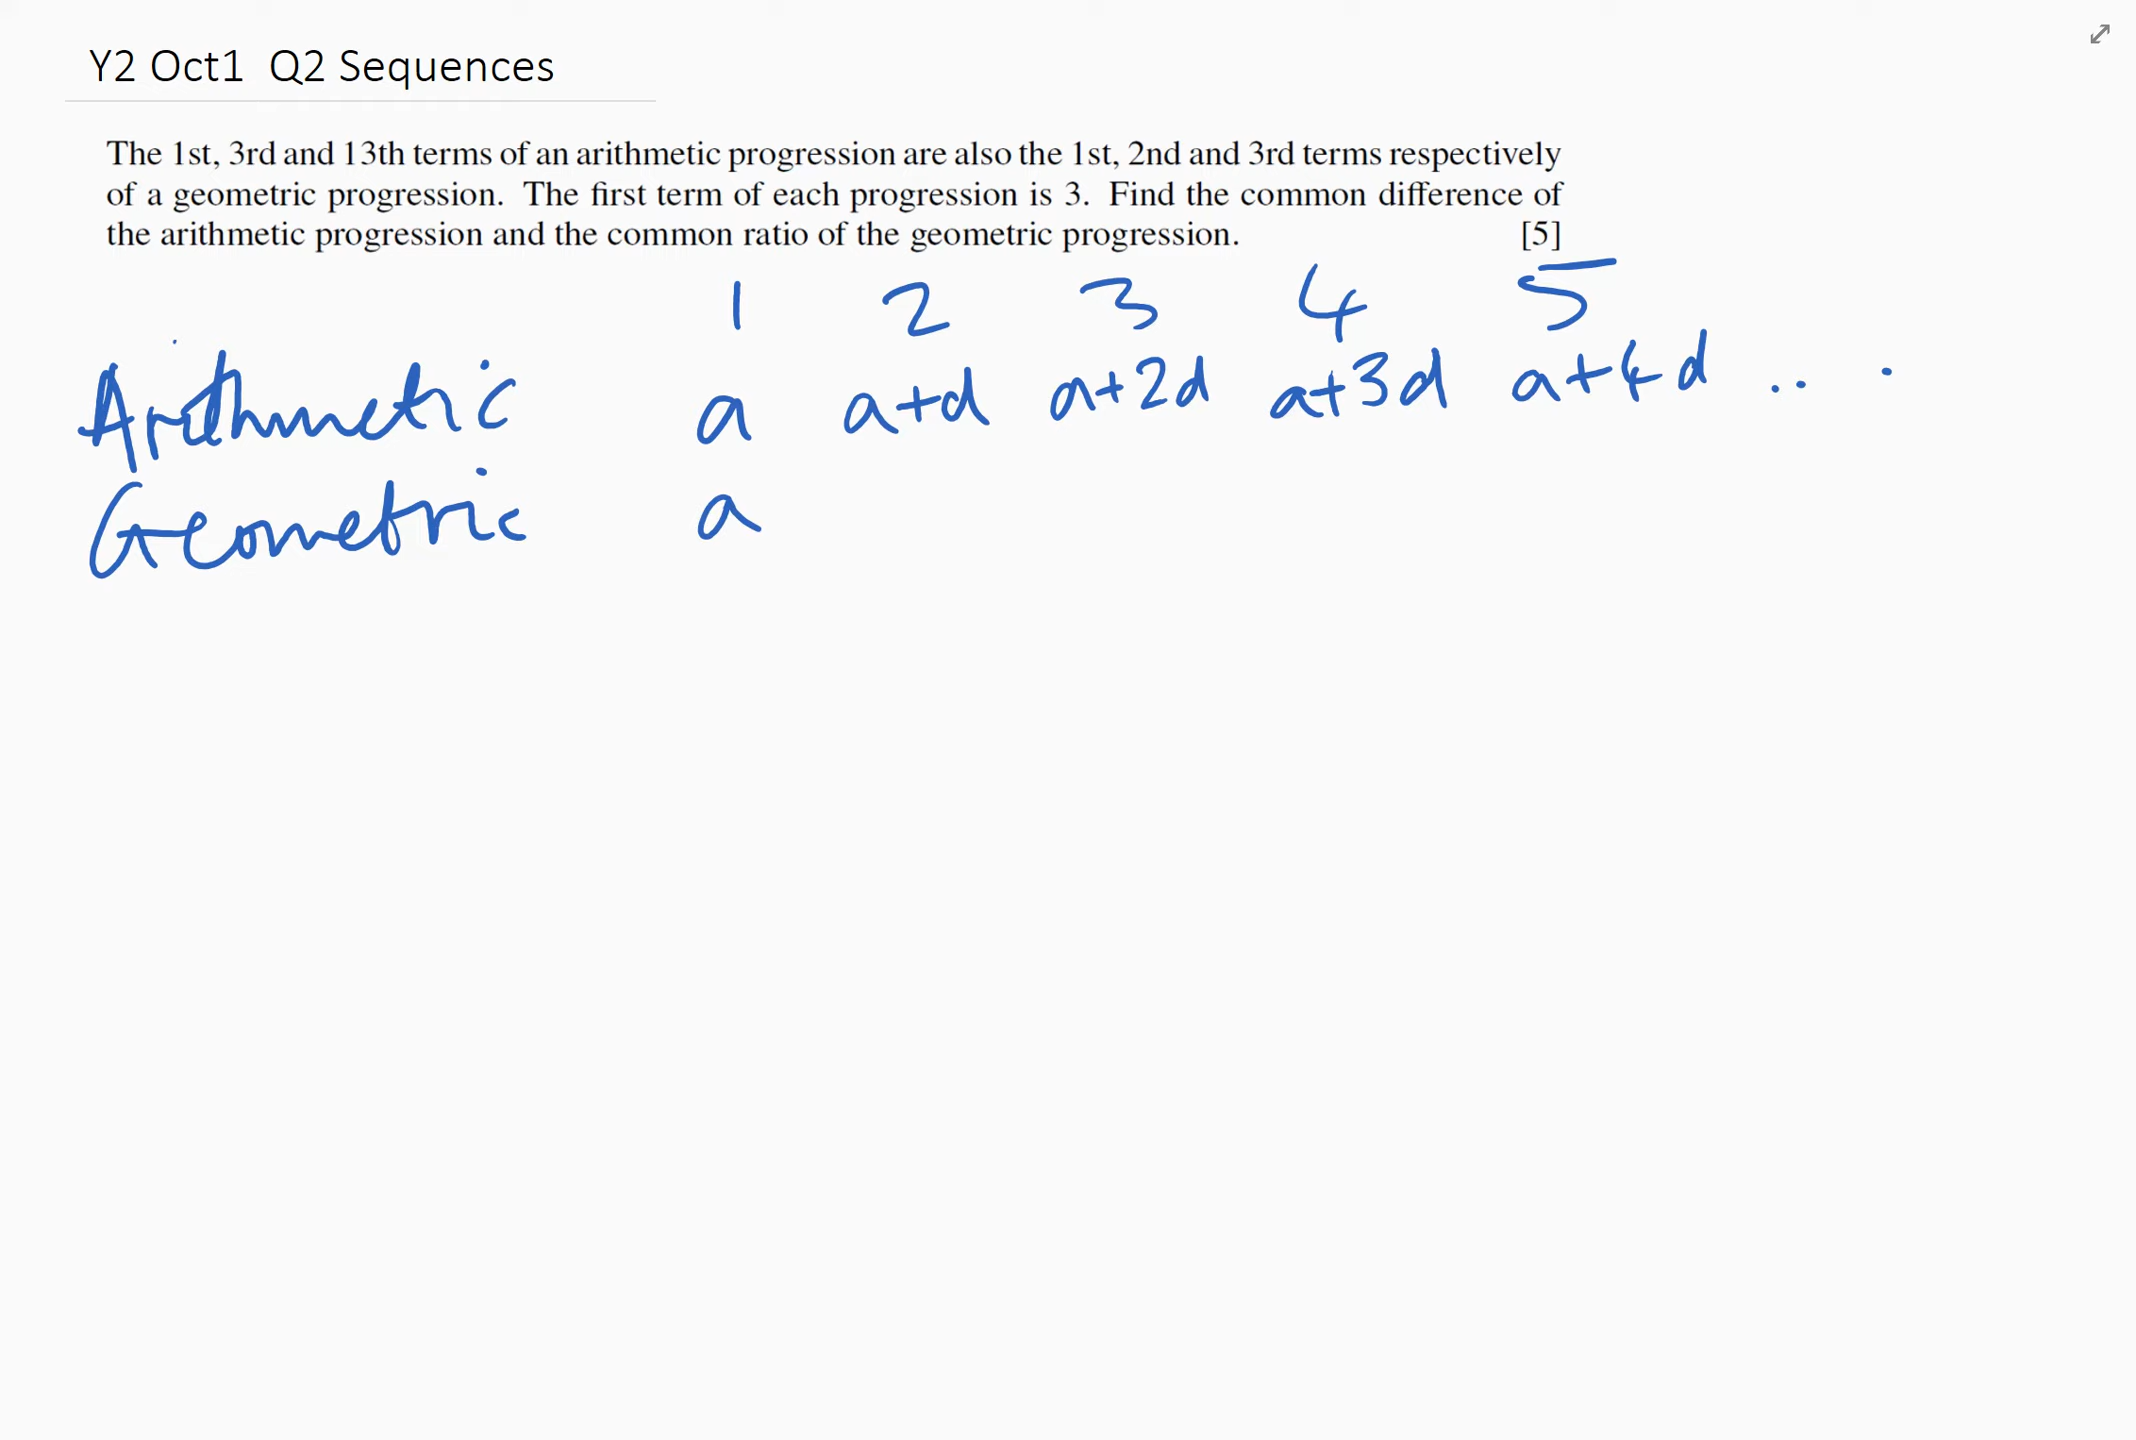 Y2 Oct1 Q2 Sequences
The 1st, 3rd and 13th terms of an arithmetic progression are also the 1st, 2nd and 3rd terms respectively
of a geometric progression. The first term of each progression is 3. Find the common difference of
the arithmetic progression and the common ratio of the geometric progression. [5]
1 2 3 4 5
Arithmetic a a+d a+2d a+3d a+4d ...
Geometric a